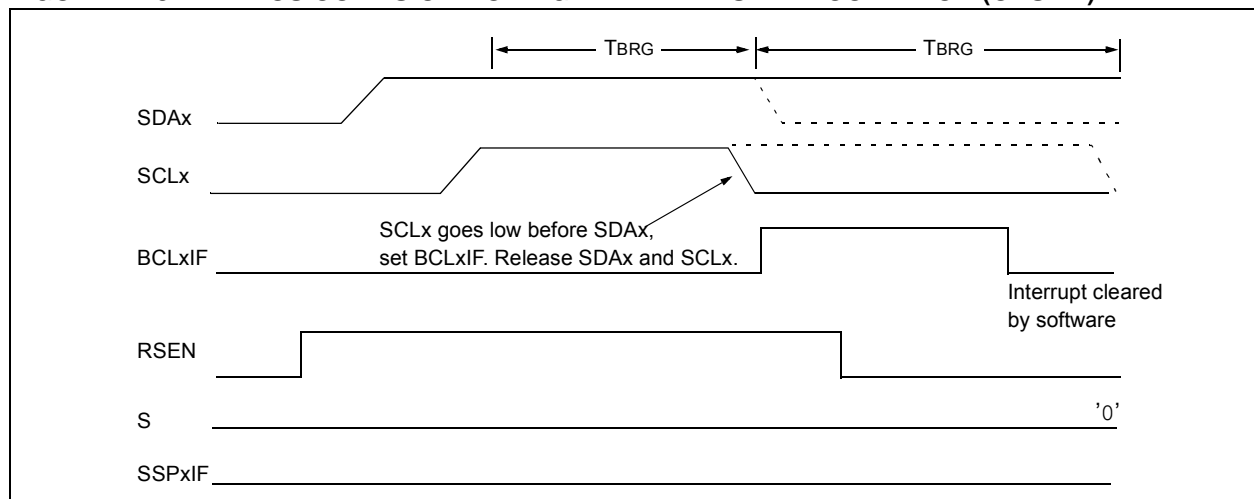 TBRG
TBRG
SDAx
SCLx
SCLx goes low before SDAx,
set BCLxIF. Release SDAx and SCLx.
BCLxIF
Interrupt cleared
by software
RSEN
S
'0'
SSPxIF